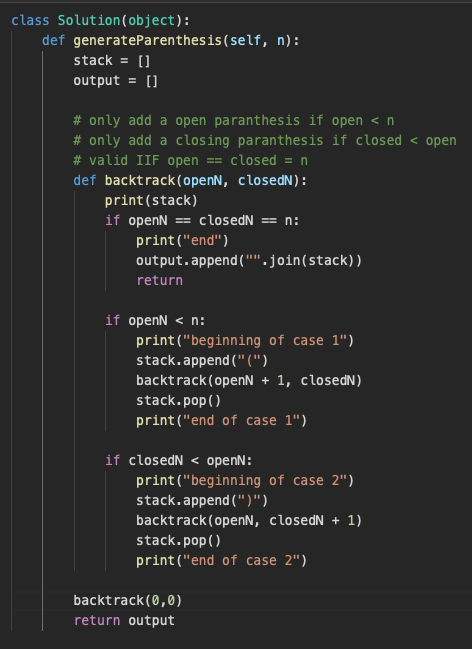 class Solution(object):
    def generateParenthesis(self, n):
        stack = []
        output = []

        # only add a open paranthesis if open < n
        # only add a closing paranthesis if closed < open
        # valid IIF open == closed = n
        def backtrack(openN, closedN):
            print(stack)
            if openN == closedN == n:
                print("end")
                output.append("".join(stack))
                return

            if openN < n:
                print("beginning of case 1")
                stack.append("(")
                backtrack(openN + 1, closedN)
                stack.pop()
                print("end of case 1")

            if closedN < openN:
                print("beginning of case 2")
                stack.append(")")
                backtrack(openN, closedN + 1)
                stack.pop()
                print("end of case 2")

        backtrack(0,0)
        return output